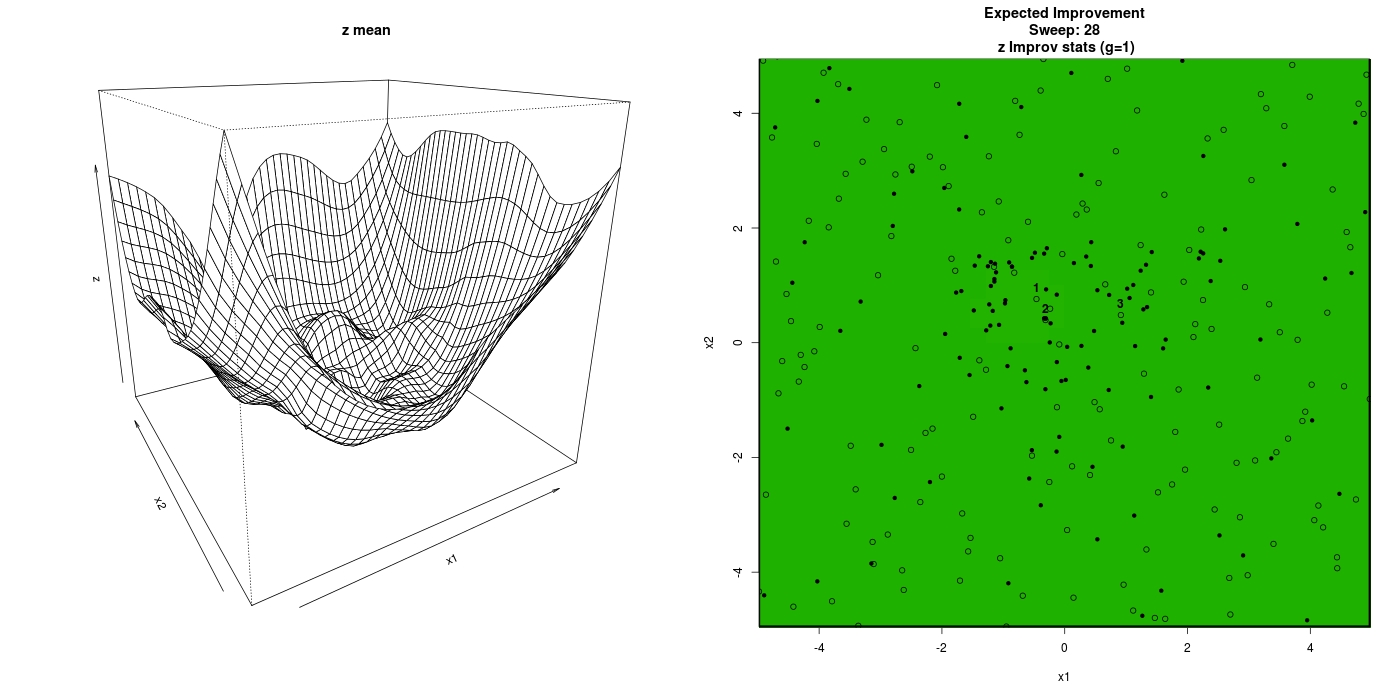 z mean
z
x2
x1
Expected Improvement
Sweep: 28
z Improv stats (g=1)
4
2
0
-2
-4
x2
1
2
3
-4
-2
0
2
4
x1